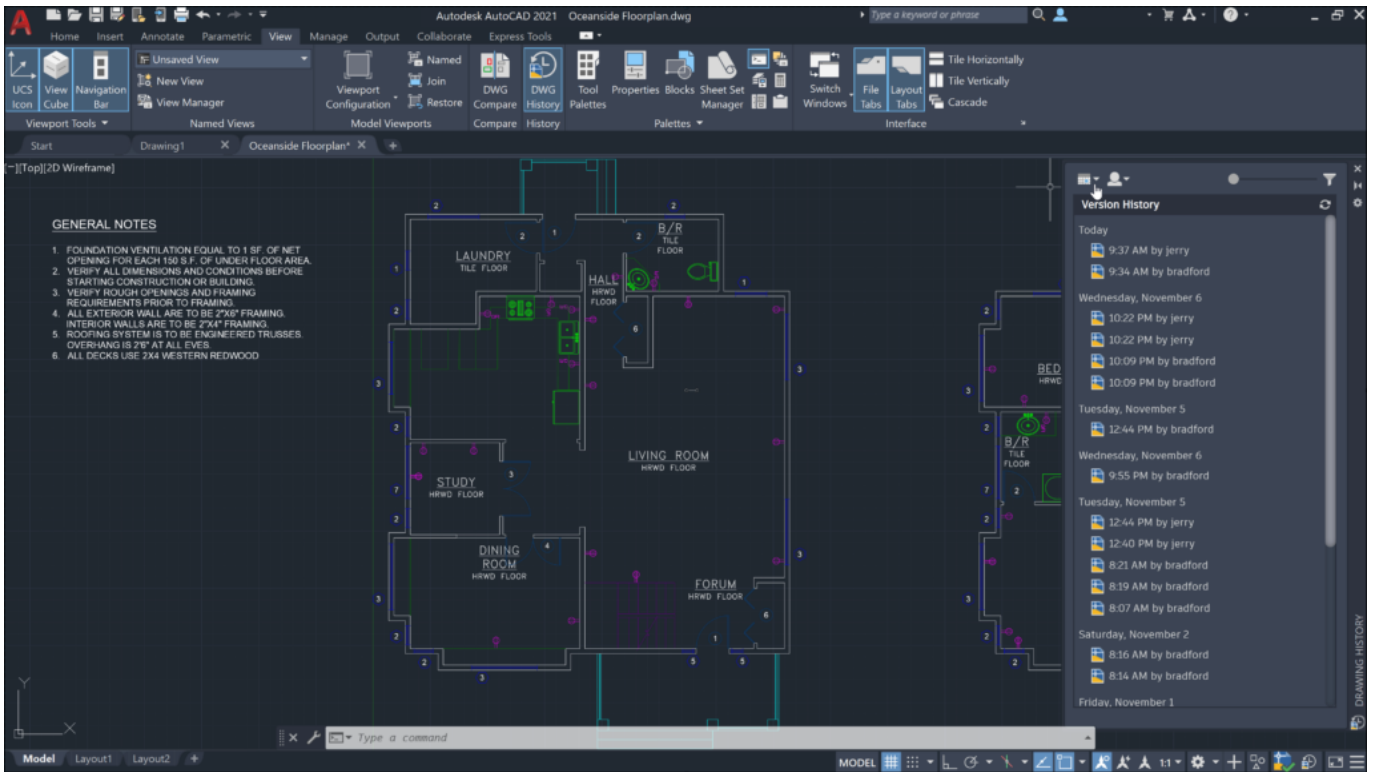 Autodesk AutoCAD 2021 Oceanside Floorplan.dwg
Type a keyword or phrase
Home Insert Annotate Parametric View Manage Output Collaborate Express Tools
Unsaved View
New View
View Manager
UCS Icon
View Cube
Navigation Bar
Viewport Configuration
Named
Join
Restore
DWG Compare
DWG History
Tool Palettes
Properties
Blocks
Sheet Set Manager
Switch Windows
File Tabs
Layout Tabs
Tile Horizontally
Tile Vertically
Cascade
Viewport Tools Named Views Model Viewports Compare History Palettes Interface
Start Drawing1 Oceanside Floorplan*
[−][Top][2D Wireframe]
GENERAL NOTES
1. FOUNDATION VENTILATION EQUAL TO 1 SF. OF NET
OPENING FOR EACH 150 S.F. OF UNDER FLOOR AREA.
2. VERIFY ALL DIMENSIONS AND CONDITIONS BEFORE
STARTING CONSTRUCTION OR BUILDING.
3. VERIFY ROUGH OPENINGS AND FRAMING
REQUIREMENTS PRIOR TO FRAMING.
4. ALL EXTERIOR WALL ARE TO BE 2"X6" FRAMING.
INTERIOR WALLS ARE TO BE 2"X4" FRAMING.
5. ROOFING SYSTEM IS TO BE ENGINEERED TRUSSES.
OVERHANG IS 2'6" AT ALL EVES.
6. ALL DECKS USE 2X4 WESTERN REDWOOD
LAUNDRY
TILE FLOOR
B/R
TILE
FLOOR
HALL
HRWD
FLOOR
LIVING ROOM
HRWD FLOOR
STUDY
HRWD FLOOR
DINING
ROOM
HRWD FLOOR
FORUM
HRWD FLOOR
BED
HRWD
B/R
TILE
FLOOR
Version History
Today
9:37 AM by jerry
9:34 AM by bradford
Wednesday, November 6
10:22 PM by jerry
10:22 PM by jerry
10:09 PM by bradford
10:09 PM by bradford
Tuesday, November 5
12:44 PM by bradford
Wednesday, November 6
9:55 PM by bradford
Tuesday, November 5
12:44 PM by jerry
12:40 PM by jerry
8:21 AM by bradford
8:19 AM by bradford
8:07 AM by bradford
Saturday, November 2
8:16 AM by bradford
8:14 AM by bradford
Friday, November 1
DRAWING HISTORY
Y
X
Type a command
Model Layout1 Layout2
MODEL
1:1